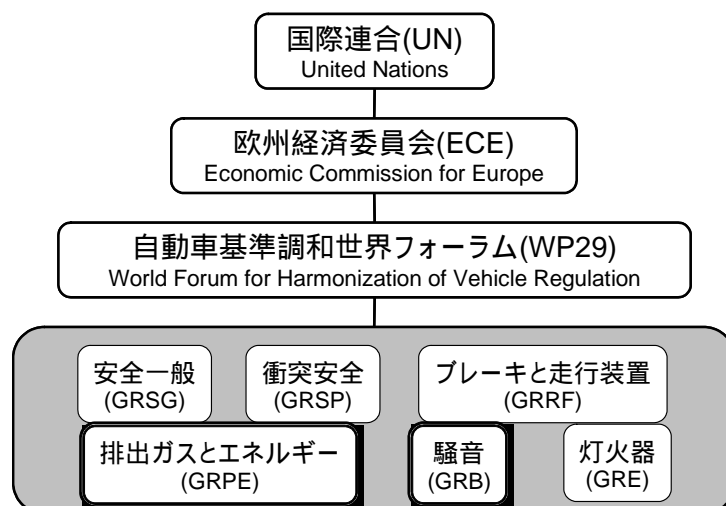 国際連合(UN)
United Nations
欧州経済委員会(ECE)
Economic Commission for Europe
自動車基準調和世界フォーラム(WP29)
World Forum for Harmonization of Vehicle Regulation
安全一般
(GRSG)
衝突安全
(GRSP)
ブレーキと走行装置
(GRRF)
排出ガスとエネルギー
(GRPE)
騒音
(GRB)
灯火器
(GRE)